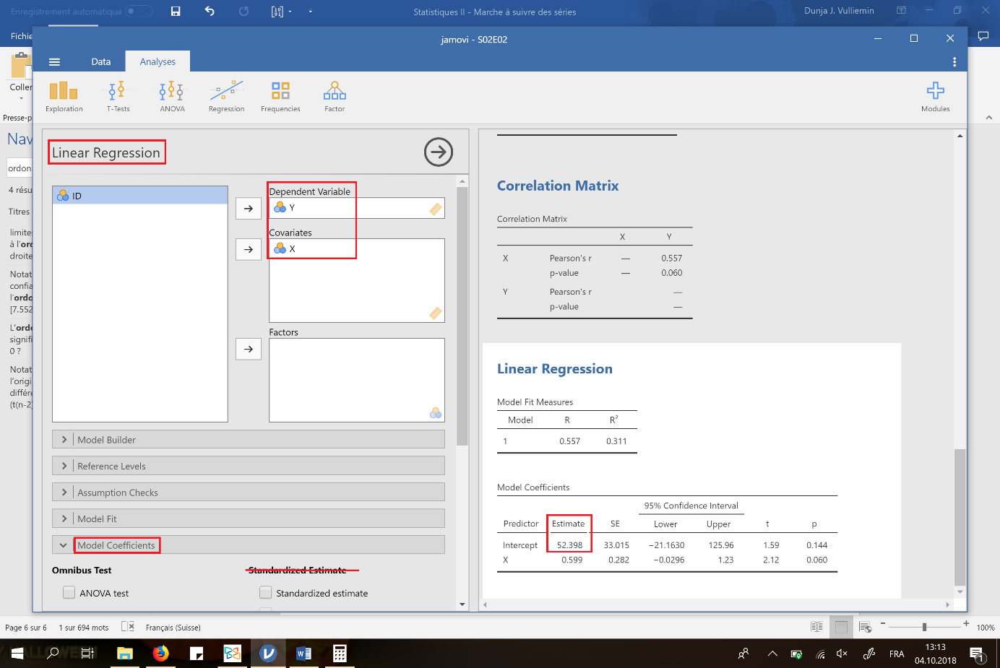 Enregistrement automatique
Statistiques II - Marche à suivre des séries
Dunja J. Vulliemin
Fichie
jamovi - S02E02
Data
Analyses
Exploration
T-Tests
ANOVA
Regression
Frequencies
Factor
Modules
Coller
Presse-p
Nav
ordon
4 résu
Titres
limite
à l'ord
droite
Notat
confia
l'ordo
[7.552
L'ordo
signifi
0 ?
Notat
l'origi
différe
(t(n-2)
Linear Regression
ID
Dependent Variable
Y
Covariates
X
Factors
Model Builder
Reference Levels
Assumption Checks
Model Fit
Model Coefficients
Omnibus Test
Standardized Estimate
ANOVA test
Standardized estimate
Correlation Matrix
Correlation Matrix
X Y
X Pearson's r — 0.557
p-value — 0.060
Y Pearson's r —
p-value —
Linear Regression
Model Fit Measures
Model R R²
1 0.557 0.311
Model Coefficients
95% Confidence Interval
Predictor Estimate SE Lower Upper t p
Intercept 52.398 33.015 −21.1630 125.96 1.59 0.144
X 0.599 0.282 −0.0296 1.23 2.12 0.060
Page 6 sur 6
1 sur 694 mots
Français (Suisse)
100%
FRA
13:13
04.10.2018
1